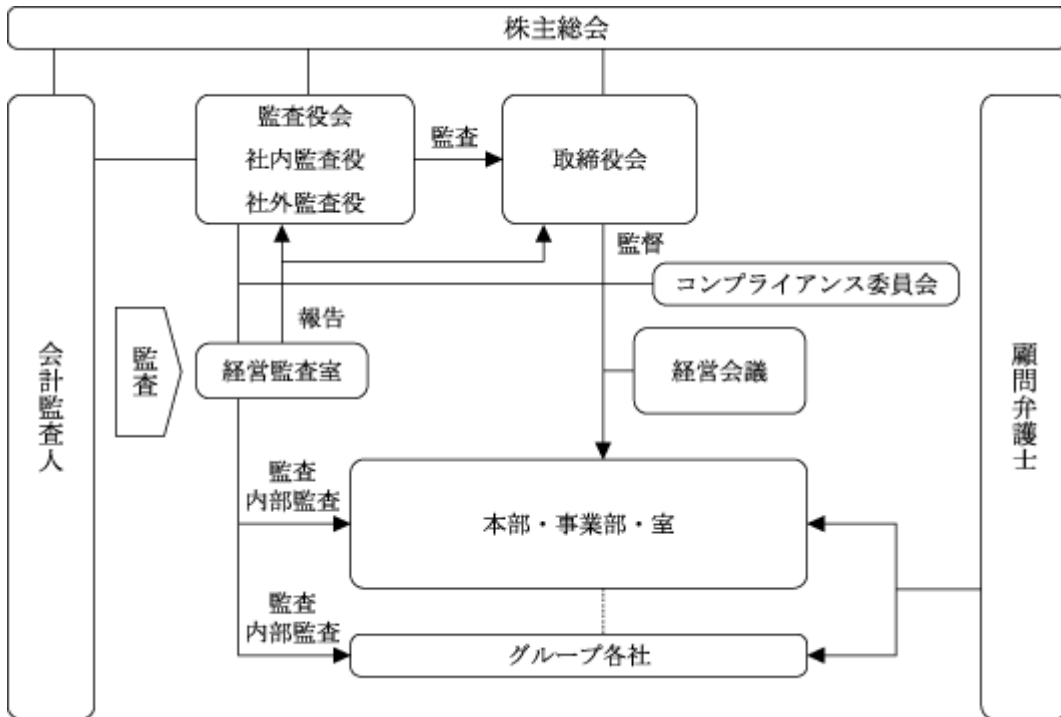 株主総会
監査役会
社内監査役
社外監査役
監査
取締役会
監督
コンプライアンス委員会
報告
会計監査人
監査
経営監査室
経営会議
顧問弁護士
監査
内部監査
本部・事業部・室
監査
内部監査
グループ各社